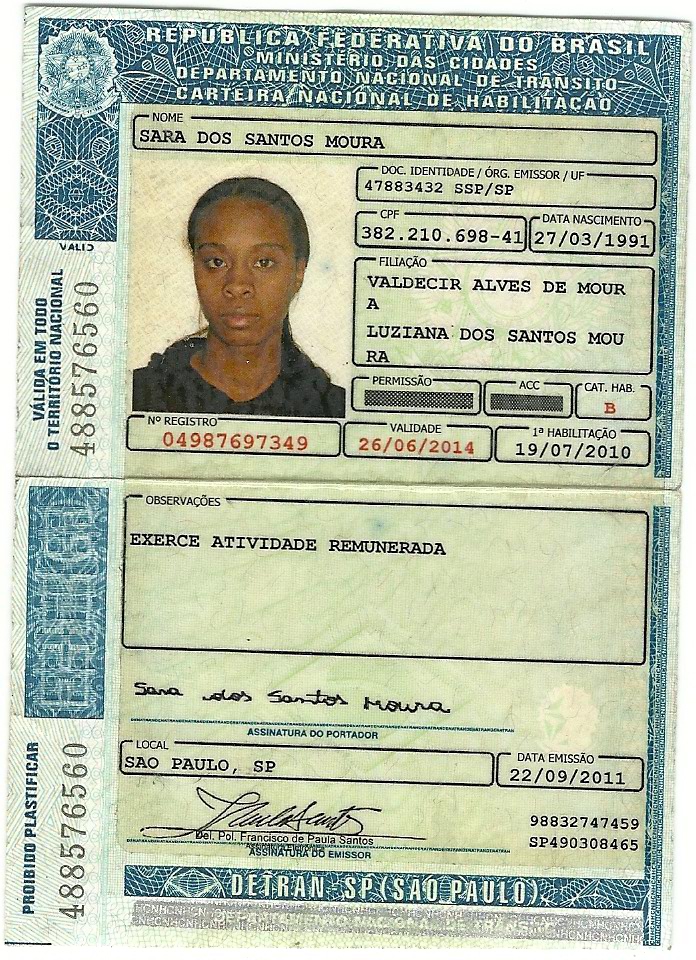 REPÚBLICA FEDERATIVA DO BRASIL
MINISTÉRIO DAS CIDADES
DEPARTAMENTO NACIONAL DE TRÂNSITO
CARTEIRA NACIONAL DE HABILITAÇÃO
NOME
SARA DOS SANTOS MOURA
DOC. IDENTIDADE / ÓRG. EMISSOR / UF
47883432 SSP/SP
CPF
DATA NASCIMENTO
382.210.698-41
27/03/1991
FILIAÇÃO
VALDECIR ALVES DE MOUR
A
LUZIANA DOS SANTOS MOU
RA
PERMISSÃO
ACC
CAT. HAB.
B
Nº REGISTRO
VALIDADE
1ª HABILITAÇÃO
04987697349
26/06/2014
19/07/2010
VÁLIDA EM TODO
O TERRITÓRIO NACIONAL
488576560
OBSERVAÇÕES
EXERCE ATIVIDADE REMUNERADA
Sara dos Santos Moura
ASSINATURA DO PORTADOR
LOCAL
DATA EMISSÃO
SAO PAULO, SP
22/09/2011
98832747459
SP490308465
Del. Pol. Francisco de Paula Santos
ASSINATURA DO EMISSOR
PROIBIDO PLASTIFICAR
488576560
DETRAN-SP (SÃO PAULO)